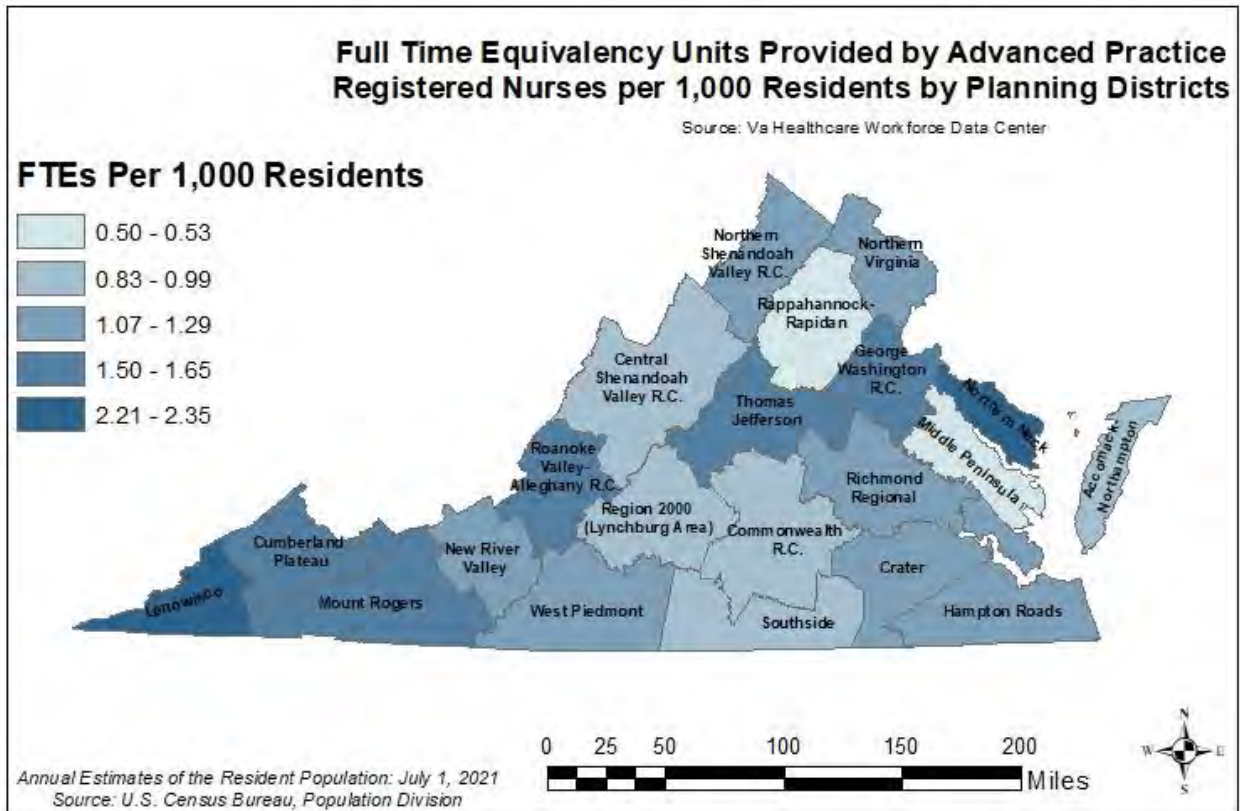 Full Time Equivalency Units Provided by Advanced Practice
Registered Nurses per 1,000 Residents by Planning Districts
Source: Va Healthcare Workforce Data Center
FTEs Per 1,000 Residents
0.50 - 0.53
0.83 - 0.99
1.07 - 1.29
1.50 - 1.65
2.21 - 2.35
Northern
Shenandoah
Valley R.C.
Northern
Virginia
Rappahannock-
Rapidan
Central
Shenandoah
Valley R.C.
George
Washington
R.C.
Northern Neck
Thomas
Jefferson
Middle Peninsula
Accomack-
Northampton
Roanoke
Valley-
Alleghany R.C.
Richmond
Regional
Region 2000
(Lynchburg Area)
Commonwealth
R.C.
Cumberland
Plateau
New River
Valley
Crater
Lenowisco
Mount Rogers
West Piedmont
Southside
Hampton Roads
N
W
E
S
0 25 50 100 150 200
Miles
Annual Estimates of the Resident Population: July 1, 2021
Source: U.S. Census Bureau, Population Division